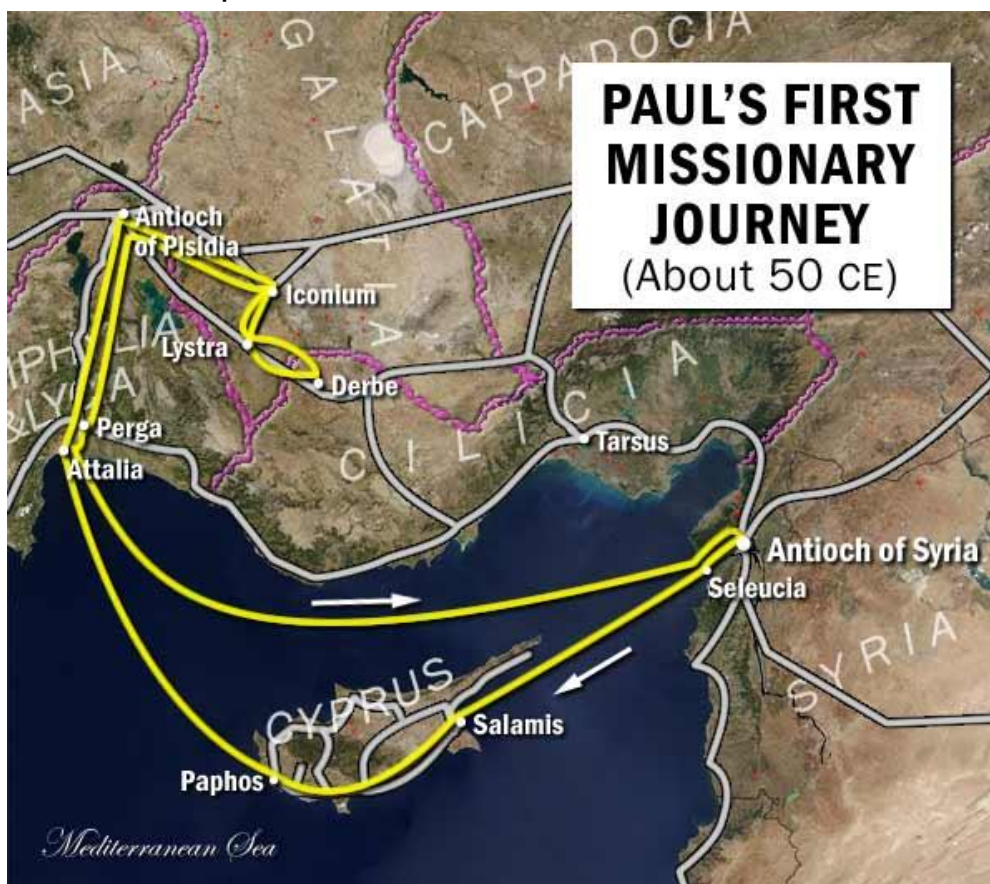 ASIA
GALATIA
CAPPADOCIA
PAUL'S FIRST
MISSIONARY
JOURNEY
(About 50 CE)
Antioch
of Pisidia
Iconium
Lystra
Derbe
&LYCIA
Perga
Attalia
CILICIA
Tarsus
Antioch of Syria
Seleucia
SYRIA
CYPRUS
Salamis
Paphos
Mediterranean Sea